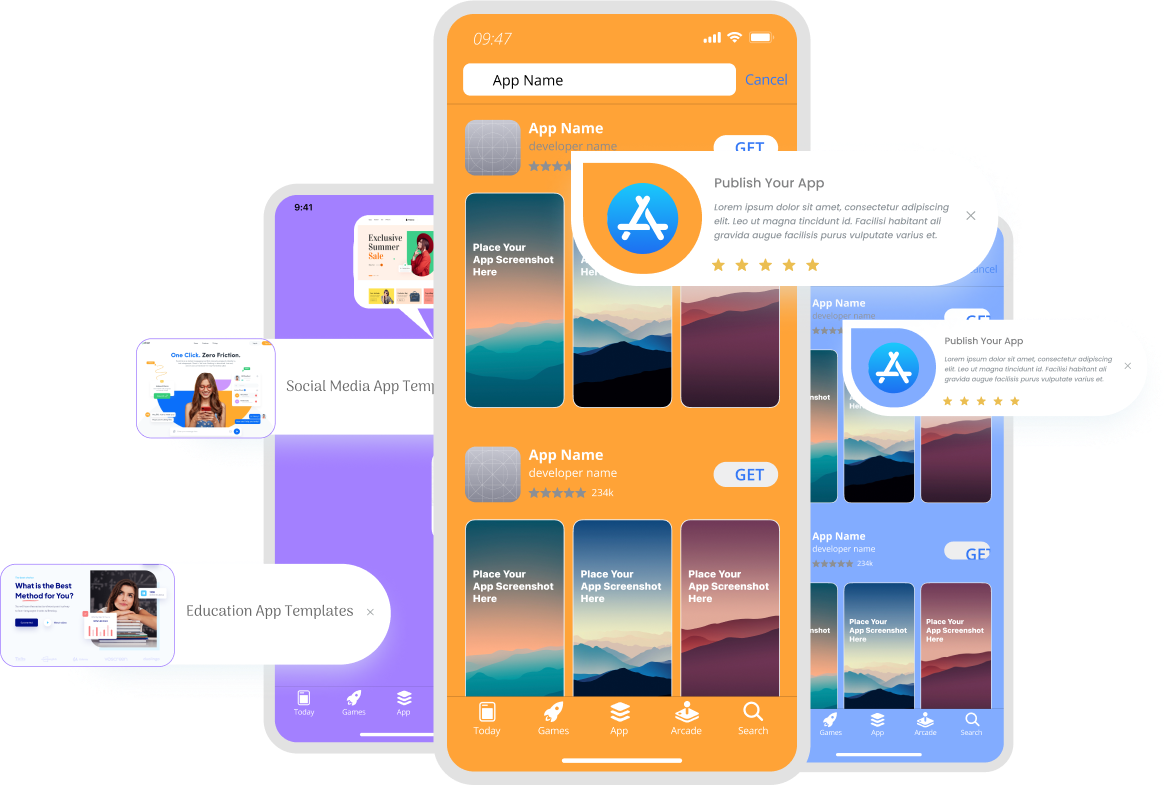 09:47
App Name
Cancel
App Name
developer name
GET
Publish Your App
Lorem ipsum dolor sit amet, consectetur adipiscing
elit. Leo ut magna tincidunt id. Facilisi habitant ali
gravida augue facilisis purus vulputate varius et.
Place Your
App Screenshot
Here
App Name
developer name
234k
GET
Place Your
App Screenshot
Here
Place Your
App Screenshot
Here
Place Your
App Screenshot
Here
Today
Games
App
Arcade
Search
9:41
Exclusive
Summer
Sale
One Click. Zero Friction.
Social Media App Temp
What is the Best
Method for You?
Education App Templates
Today
Games
App
App Name
GET
Publish Your App
Lorem ipsum dolor sit amet, consectetur adipiscing
elit. Leo ut magna tincidunt id. Facilisi habitant ali
gravida augue facilisis purus vulputate varius et.
App Name
developer name
234k
GET
Place Your
App Screenshot
Here
Place Your
App Screenshot
Here
Games
App
Arcade
Search